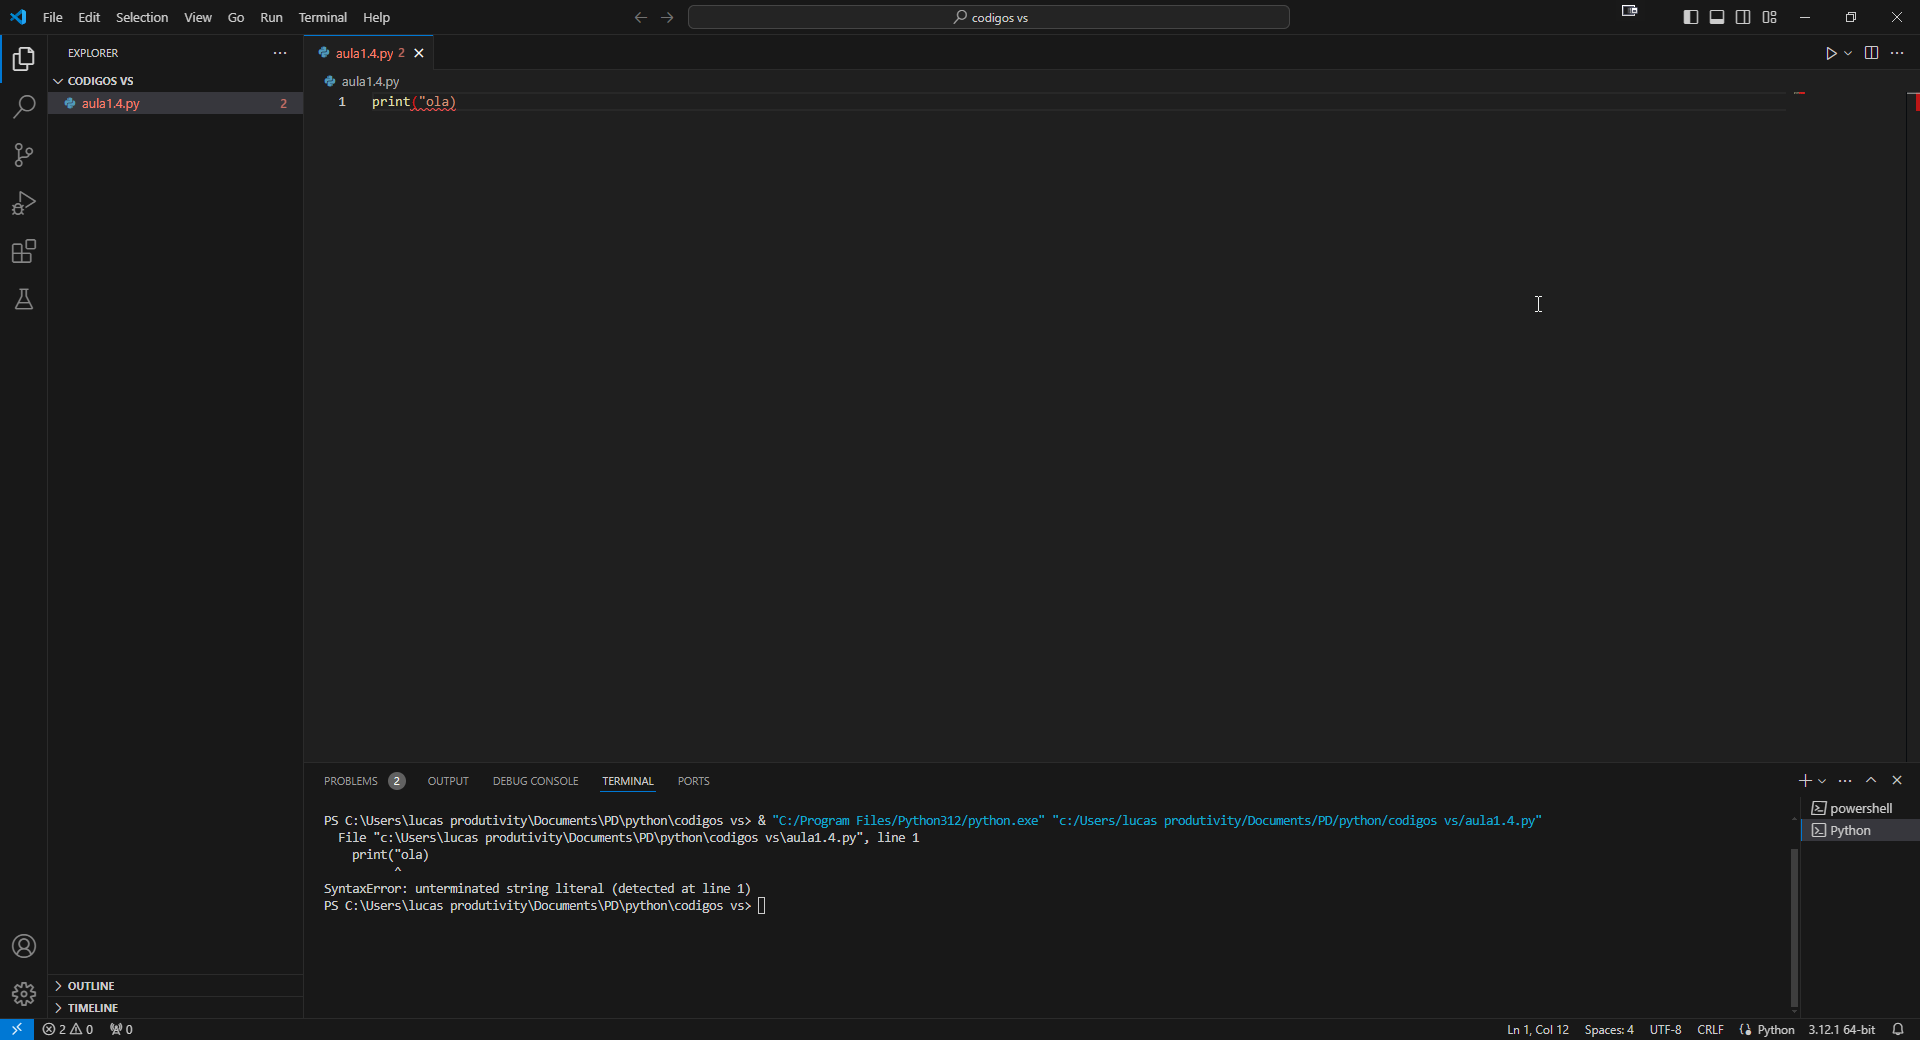 File Edit Selection View Go Run Terminal Help
codigos vs
EXPLORER
CODIGOS VS
aula1.4.py 2
aula1.4.py 2
aula1.4.py
1 print("ola)
PROBLEMS 2 OUTPUT DEBUG CONSOLE TERMINAL PORTS
PS C:\Users\lucas produtivity\Documents\PD\python\codigos vs> & "C:/Program Files/Python312/python.exe" "c:/Users/lucas produtivity/Documents/PD/python/codigos vs/aula1.4.py"
  File "c:\Users\lucas produtivity\Documents\PD\python\codigos vs\aula1.4.py", line 1
    print("ola)
          ^
SyntaxError: unterminated string literal (detected at line 1)
PS C:\Users\lucas produtivity\Documents\PD\python\codigos vs>
powershell
Python
OUTLINE
TIMELINE
2 0 0
Ln 1, Col 12 Spaces: 4 UTF-8 CRLF Python 3.12.1 64-bit